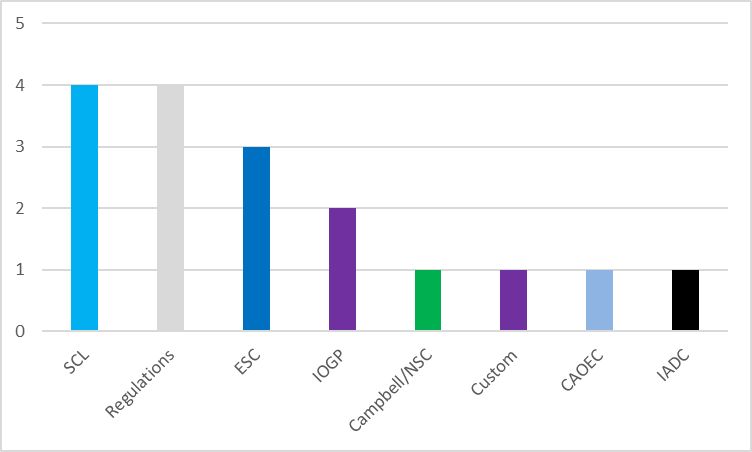 5
4
3
2
1
0
SCL
Regulations
ESC
IOGP
Campbell/NSC
Custom
CAOEC
IADC